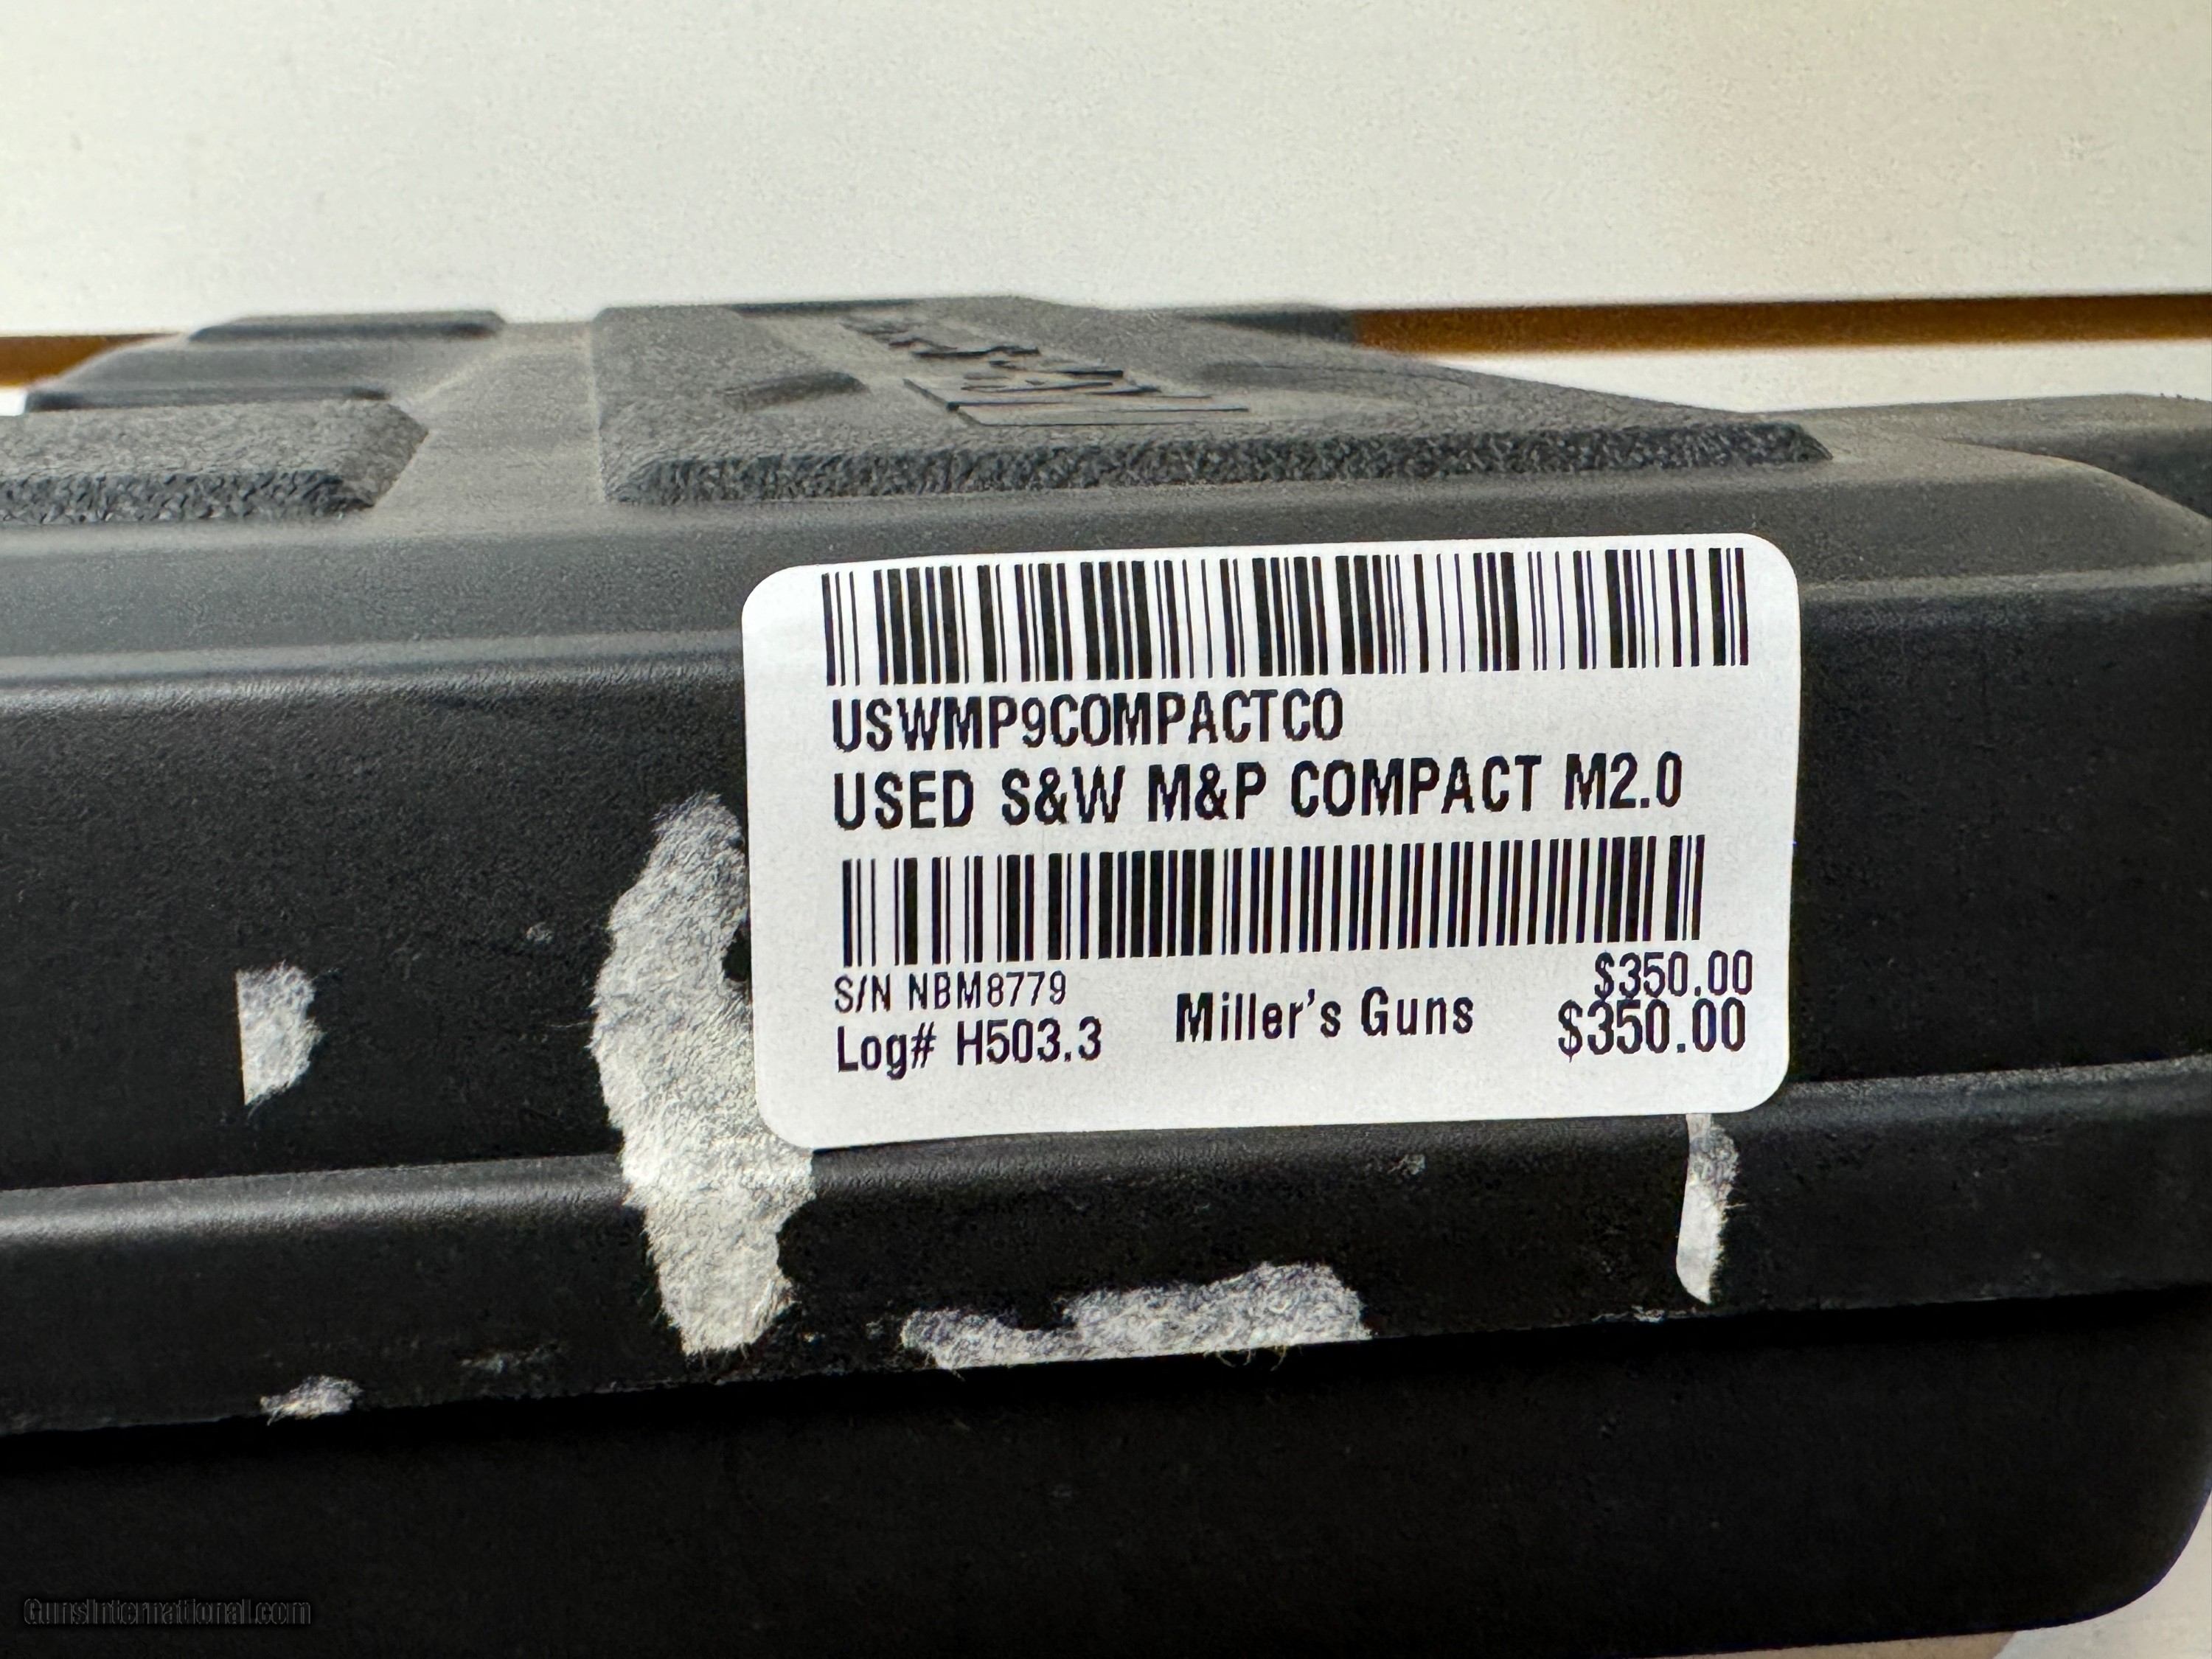 USWMP9COMPACTCO
USED S&W M&P COMPACT M2.0
S/N NBM8779
$350.00
Log# H503.3
Miller's Guns
$350.00
GunsInternational.com